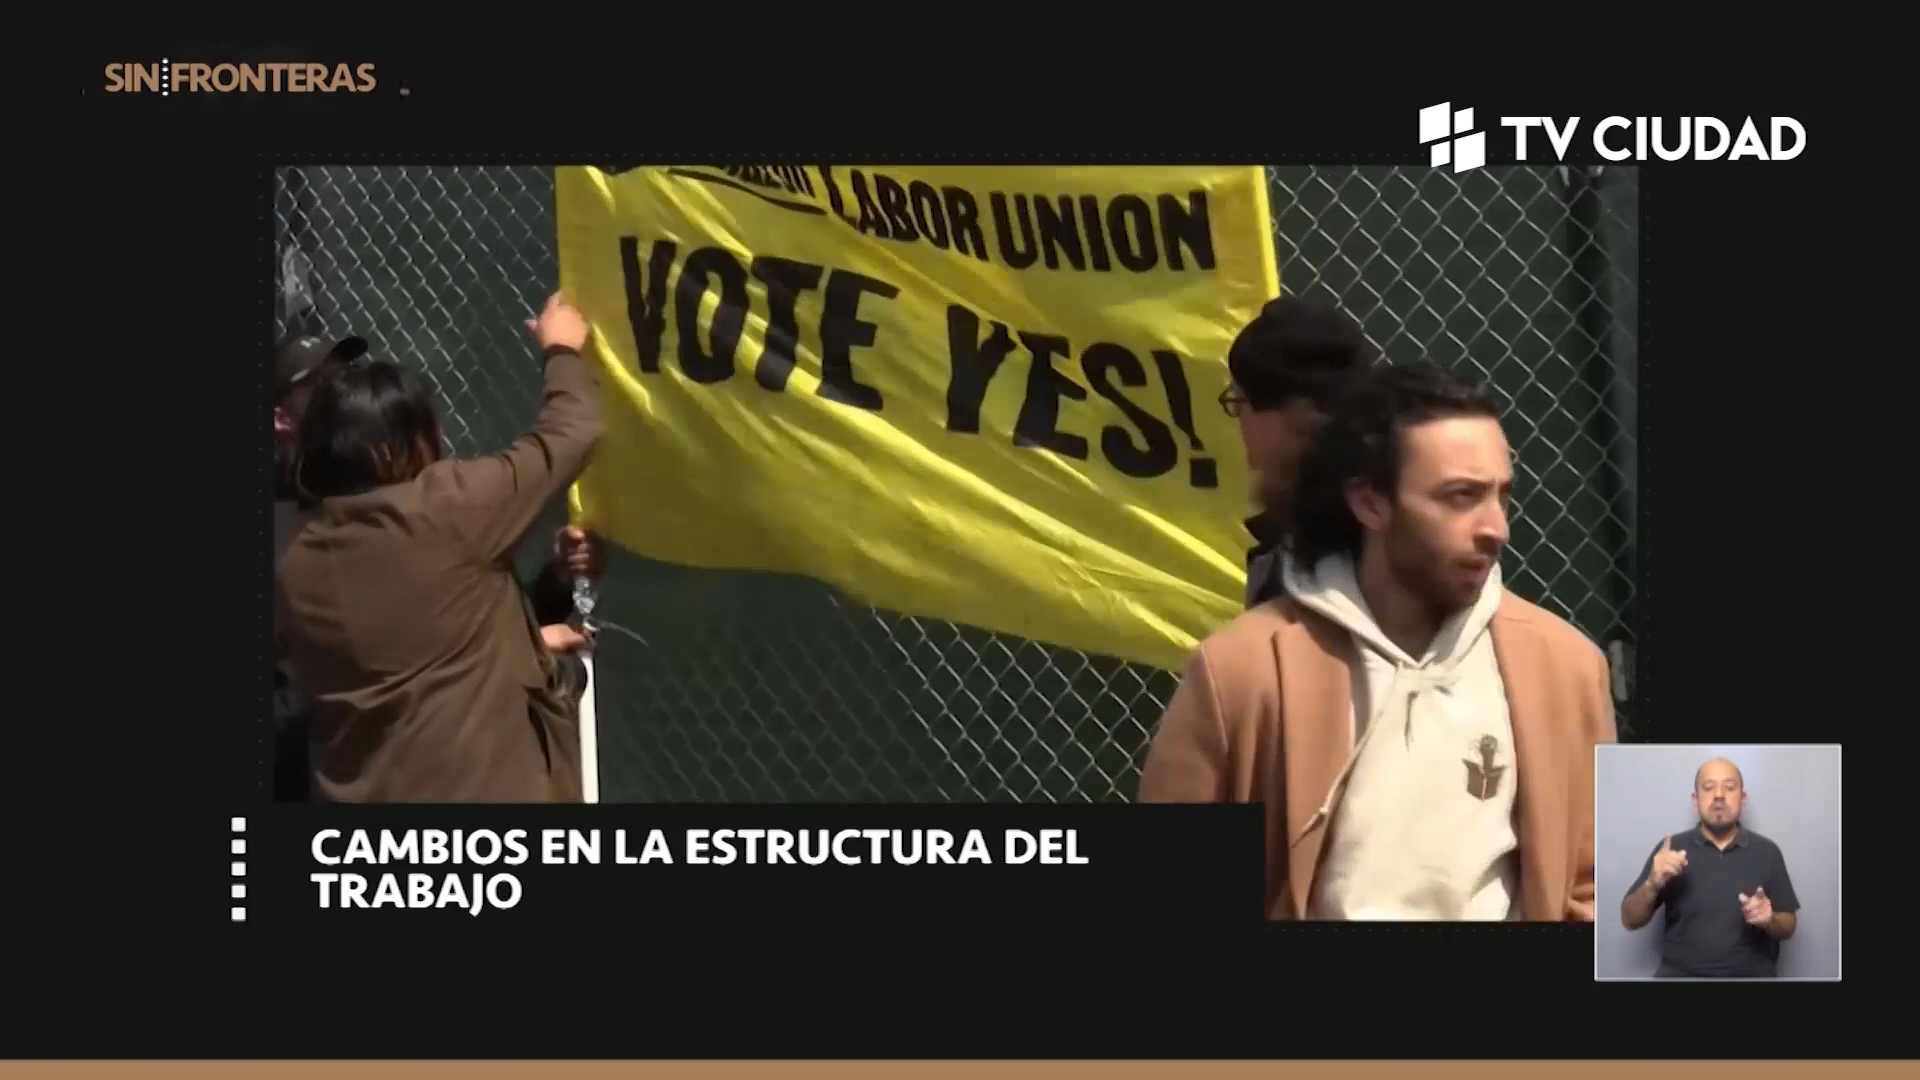 SIN FRONTERAS
TV CIUDAD
LABOR UNION
VOTE YES!
CAMBIOS EN LA ESTRUCTURA DEL
TRABAJO